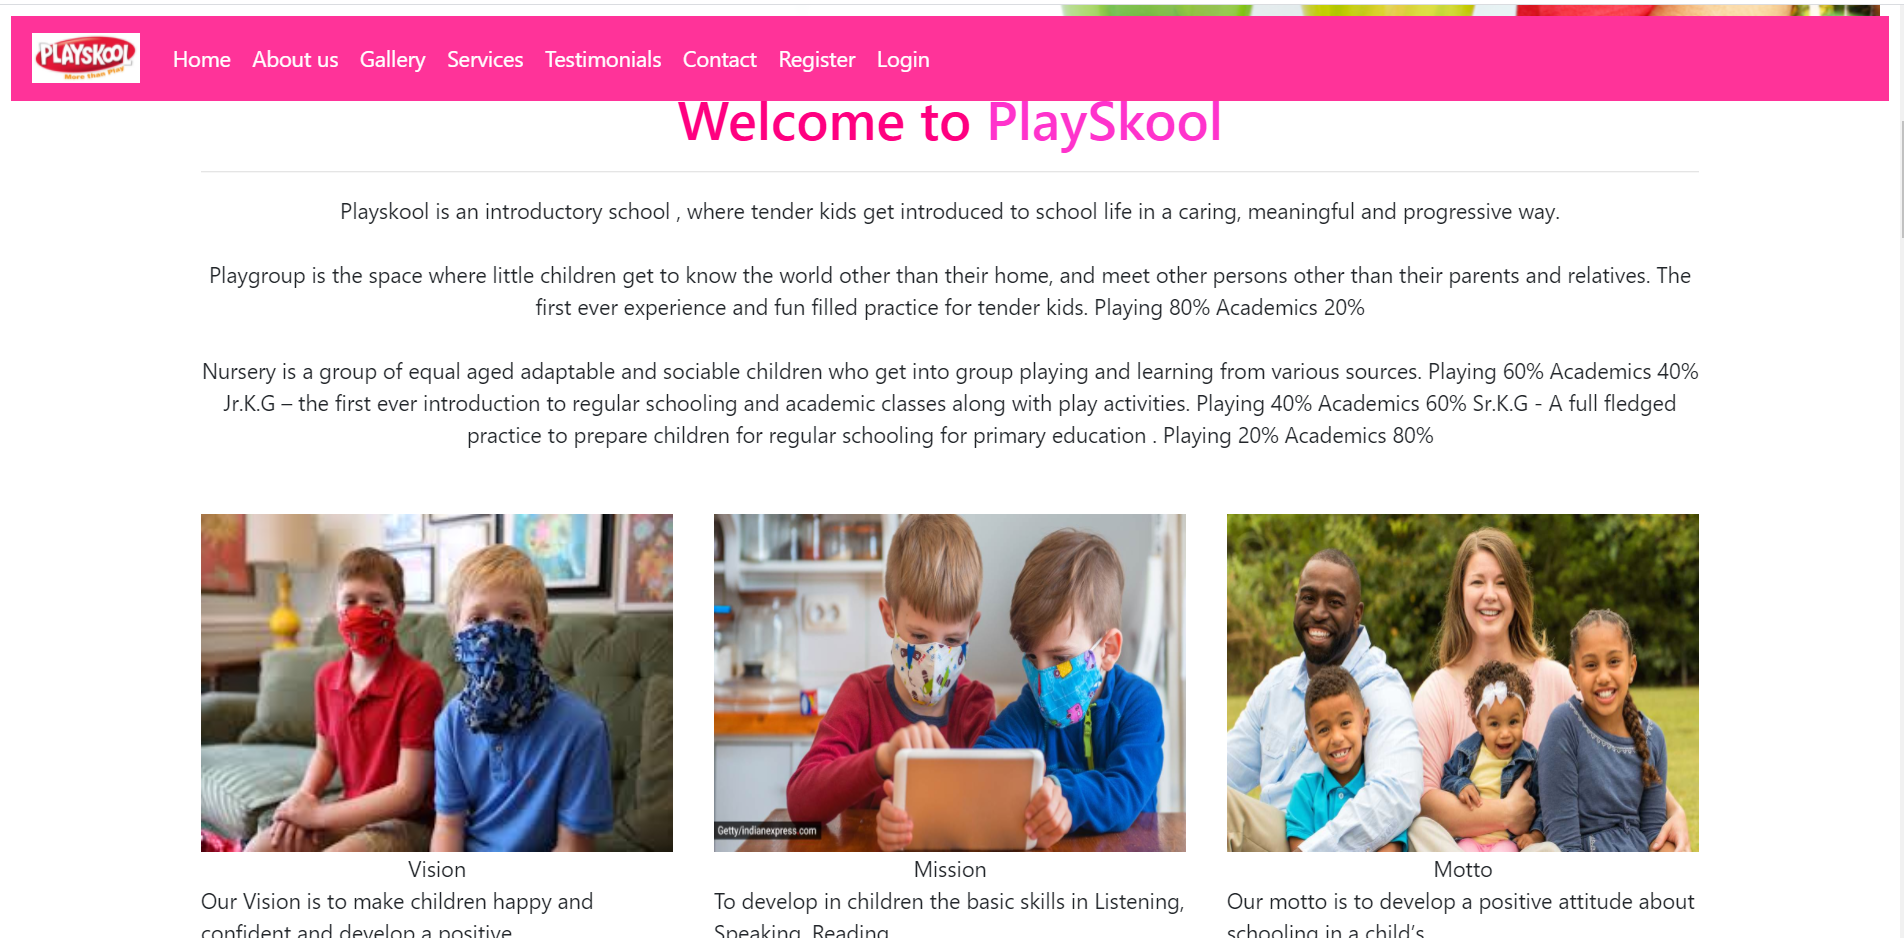 PLAYSKOOL
More than Play
Home About us Gallery Services Testimonials Contact Register Login
Welcome to PlaySkool
Playskool is an introductory school , where tender kids get introduced to school life in a caring, meaningful and progressive way.
Playgroup is the space where little children get to know the world other than their home, and meet other persons other than their parents and relatives. The
first ever experience and fun filled practice for tender kids. Playing 80% Academics 20%
Nursery is a group of equal aged adaptable and sociable children who get into group playing and learning from various sources. Playing 60% Academics 40%
Jr.K.G – the first ever introduction to regular schooling and academic classes along with play activities. Playing 40% Academics 60% Sr.K.G - A full fledged
practice to prepare children for regular schooling for primary education . Playing 20% Academics 80%
Getty/indianexpress.com
Vision
Our Vision is to make children happy and
confident and develop a positive
Mission
To develop in children the basic skills in Listening,
Speaking, Reading
Motto
Our motto is to develop a positive attitude about
schooling in a child’s